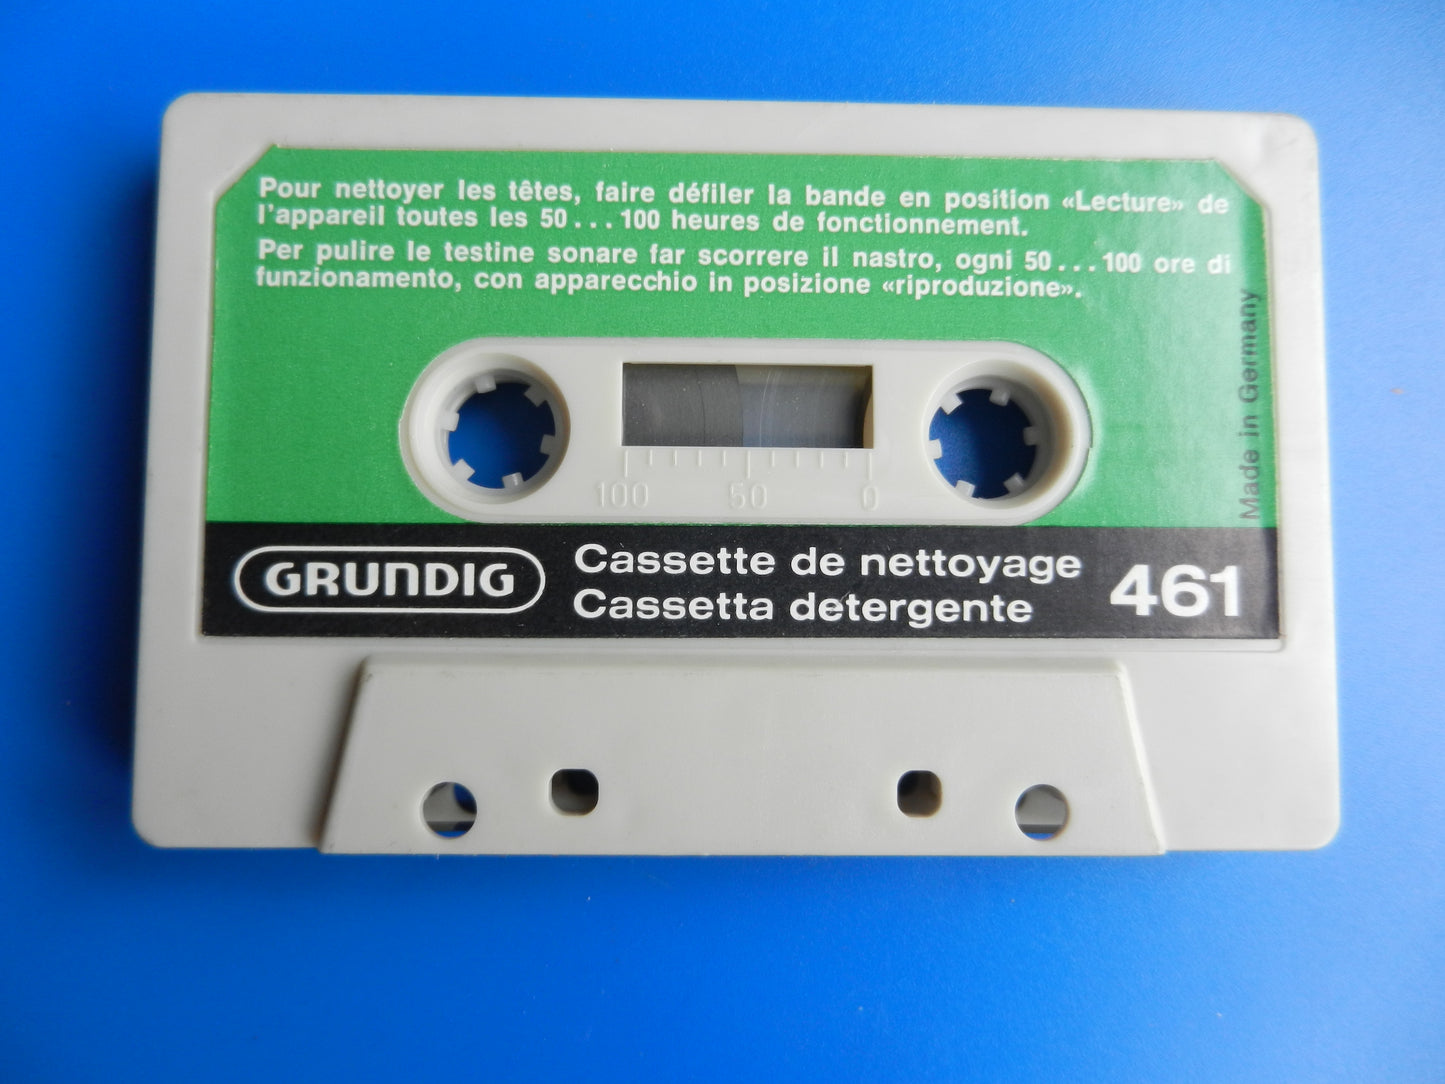 Pour nettoyer les têtes, faire défiler la bande en position «Lecture» de
l'appareil toutes les 50...100 heures de fonctionnement.
Per pulire le testine sonare far scorrere il nastro, ogni 50...100 ore di
funzionamento, con apparecchio in posizione «riproduzione».
Made in Germany
100 50 0
GRUNDIG
Cassette de nettoyage
Cassetta detergente
461